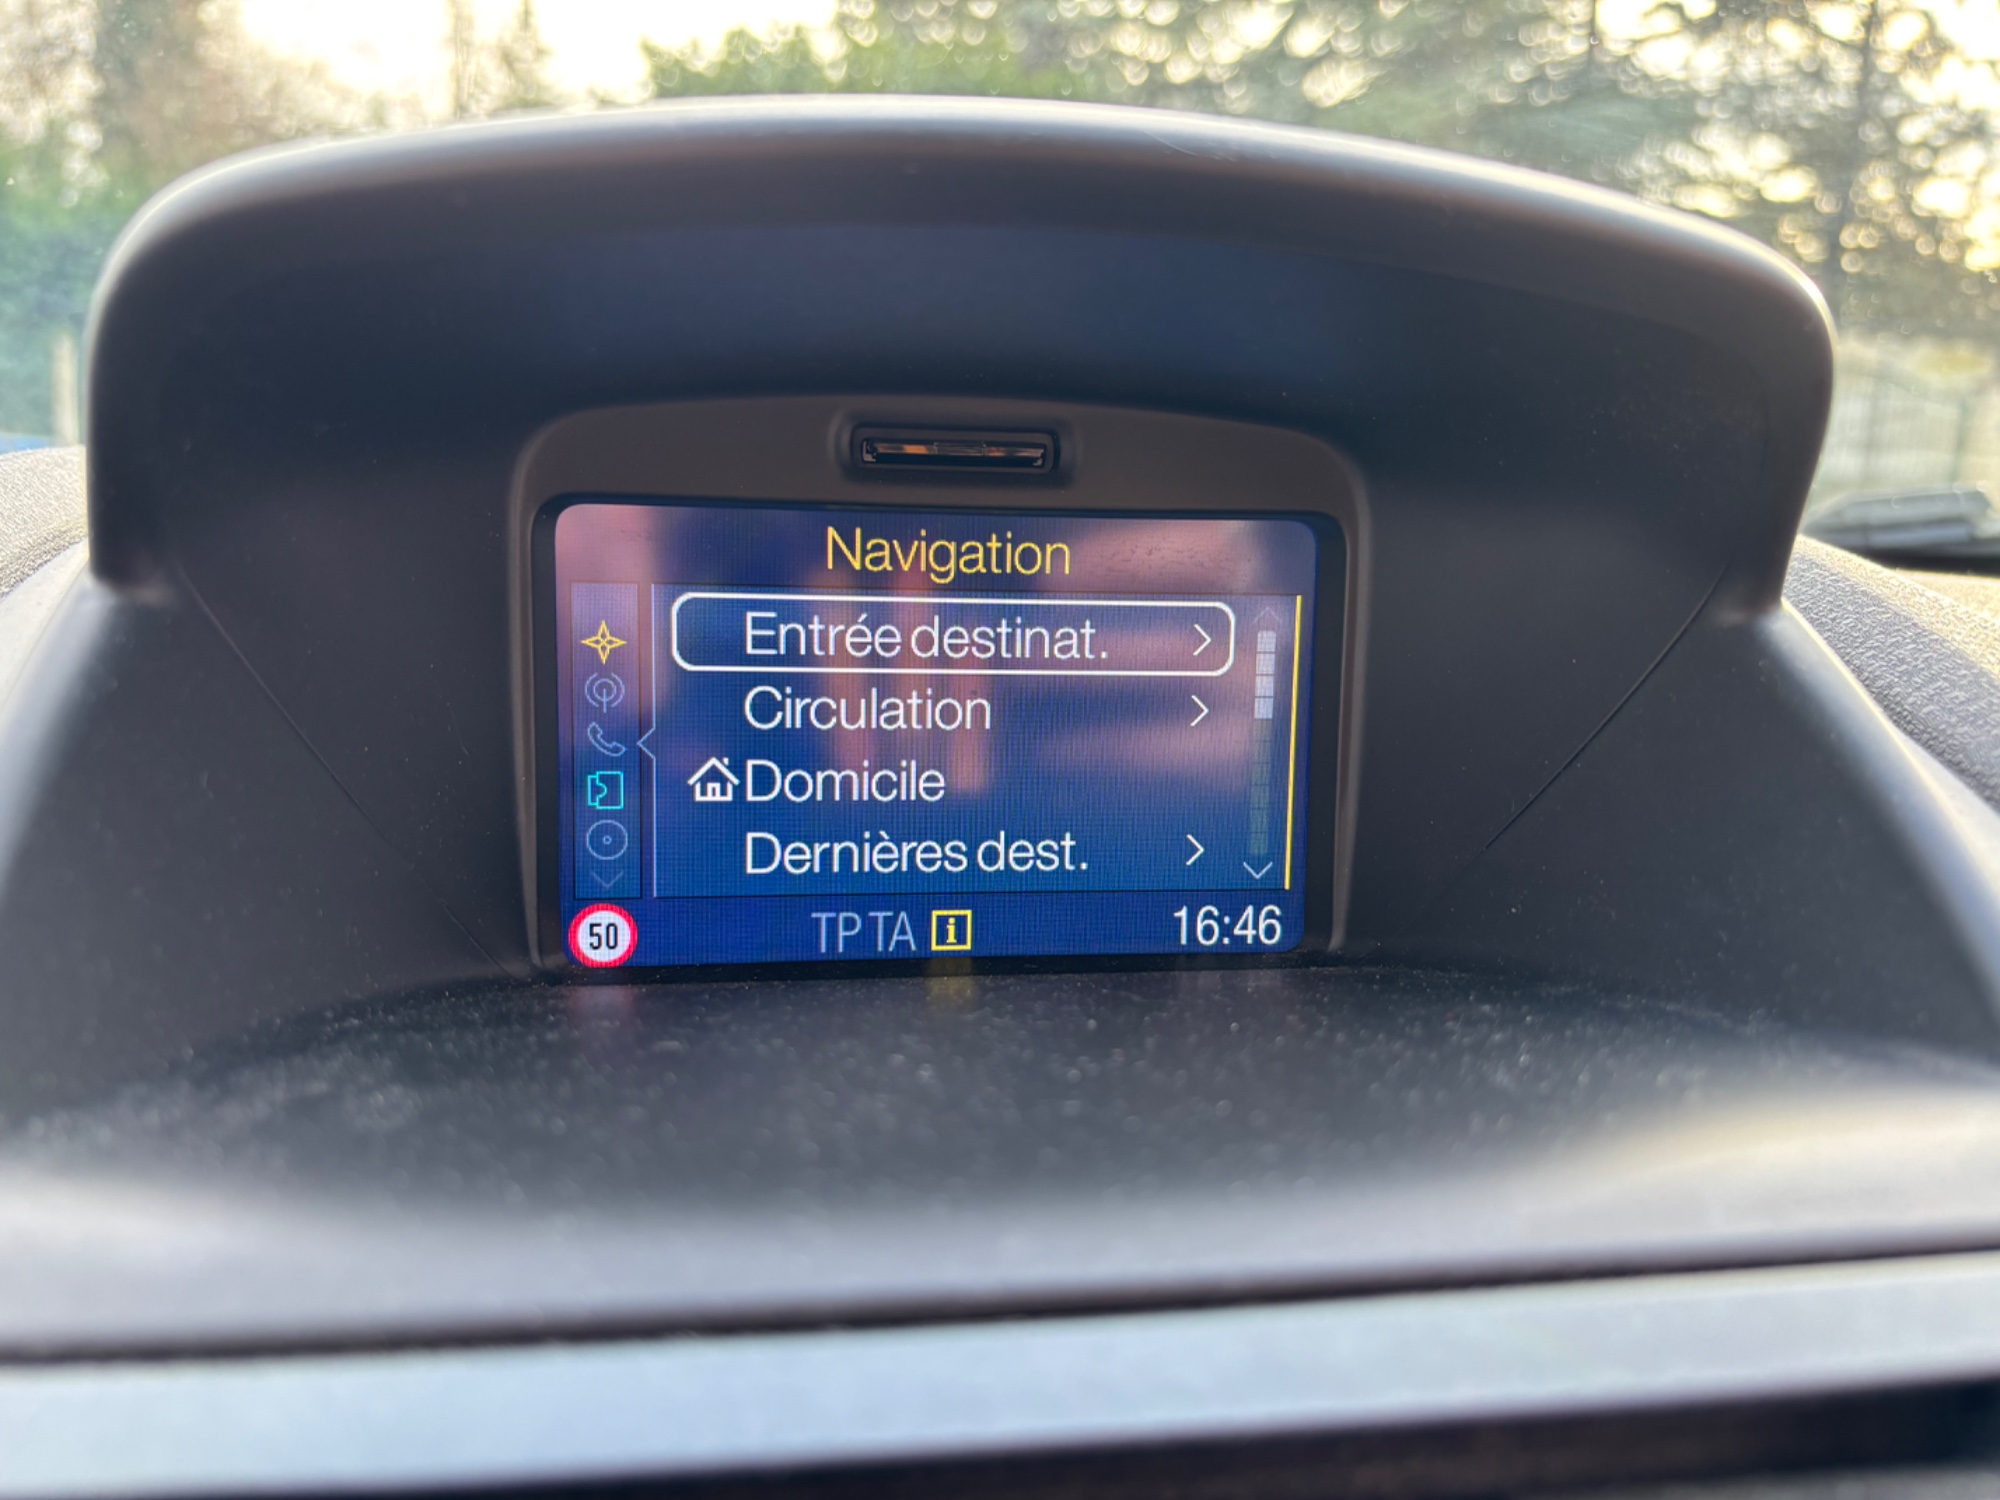 Navigation
Entrée destinat.
Circulation
Domicile
Dernières dest.
50 TP TA i 16:46